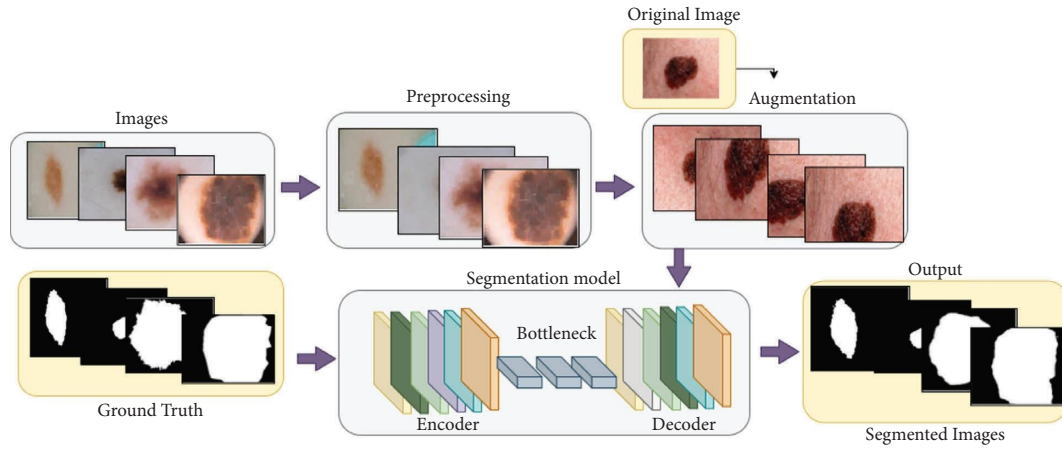 Original Image
Images
Preprocessing
Augmentation
Segmentation model
Output
Bottleneck
Ground Truth
Encoder
Decoder
Segmented Images